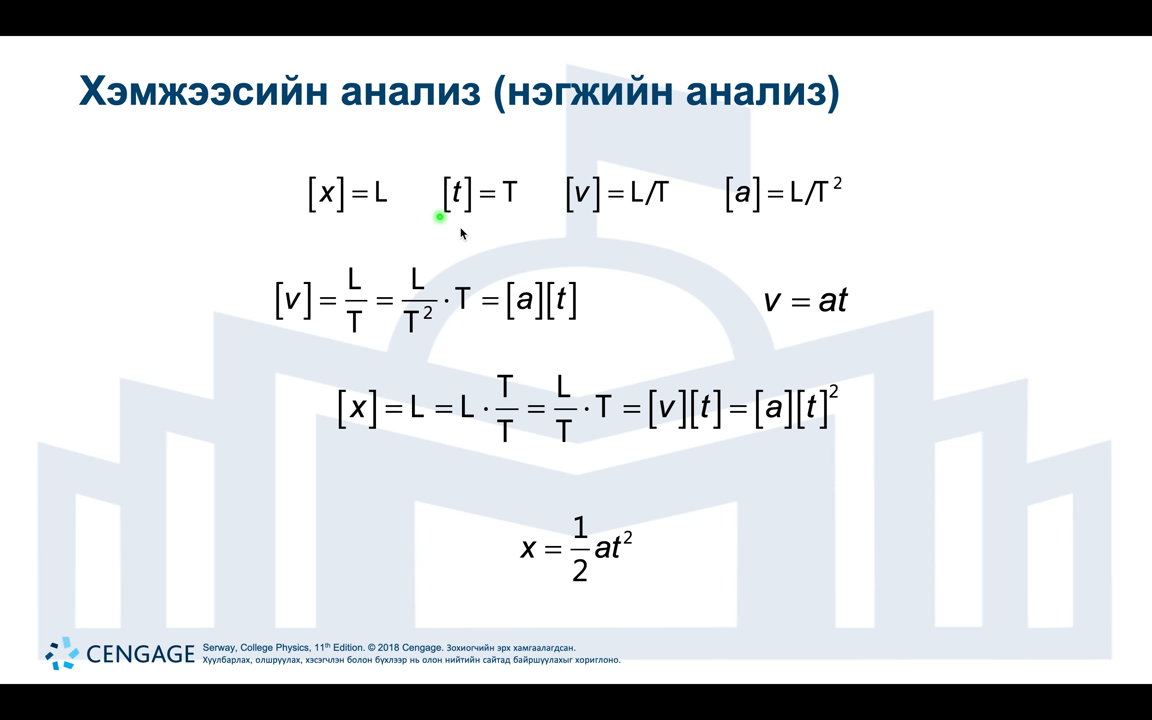 Хэмжээсийн анализ (нэгжийн анализ)
[x] = L [t] = T [v] = L/T [a] = L/T²
[v] = L/T = L/T² · T = [a][t] v = at
[x] = L = L · T/T = L/T · T = [v][t] = [a][t]²
x = 1/2 at²
CENGAGE
Serway, College Physics, 11th Edition. © 2018 Cengage. Зохиогчийн эрх хамгаалагдсан.
Хуулбарлах, олшруулах, хэсэгчлэн болон бүхлээр нь олон нийтийн сайтад байршуулахыг хориглоно.